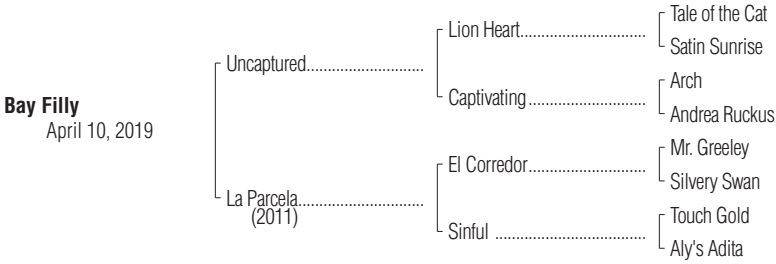 Tale of the Cat
Lion Heart..............................
Satin Sunrise
Uncaptured............................
Arch
Captivating............................
Andrea Ruckus
Bay Filly
April 10, 2019
Mr. Greeley
El Corredor............................
Silvery Swan
La Parcela..............................
(2011)
Touch Gold
Sinful ....................................
Aly's Adita